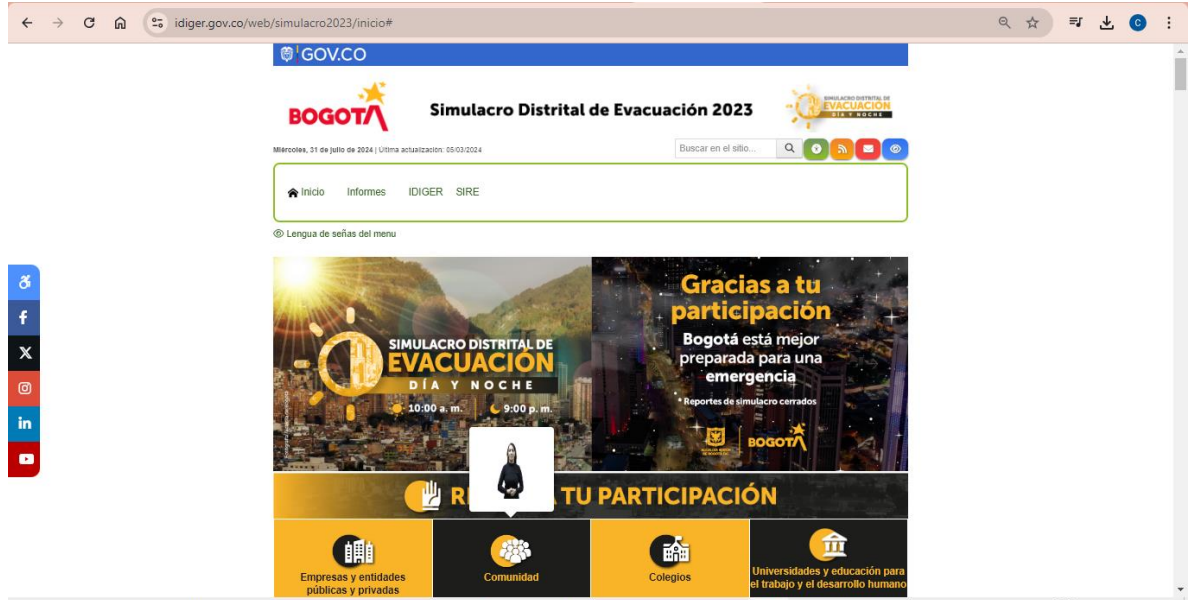 idiger.gov.co/web/simulacro2023/inicio#
C
GOV.CO
BOGOTÁ
Simulacro Distrital de Evacuación 2023
SIMULACRO DISTRITAL DE
EVACUACIÓN
DÍA Y NOCHE
Miércoles, 31 de julio de 2024 | Última actualización: 05/03/2024
Buscar en el sitio...
Inicio Informes IDIGER SIRE
Lengua de señas del menu
SIMULACRO DISTRITAL DE
EVACUACIÓN
DÍA Y NOCHE
10:00 a. m. 9:00 p. m.
Gracias a tu
participación
Bogotá está mejor
preparada para una
emergencia
* Reportes de simulacro cerrados
BOGOTÁ
TU PARTICIPACIÓN
Empresas y entidades
públicas y privadas
Comunidad
Colegios
Universidades y educación para
el trabajo y el desarrollo humano